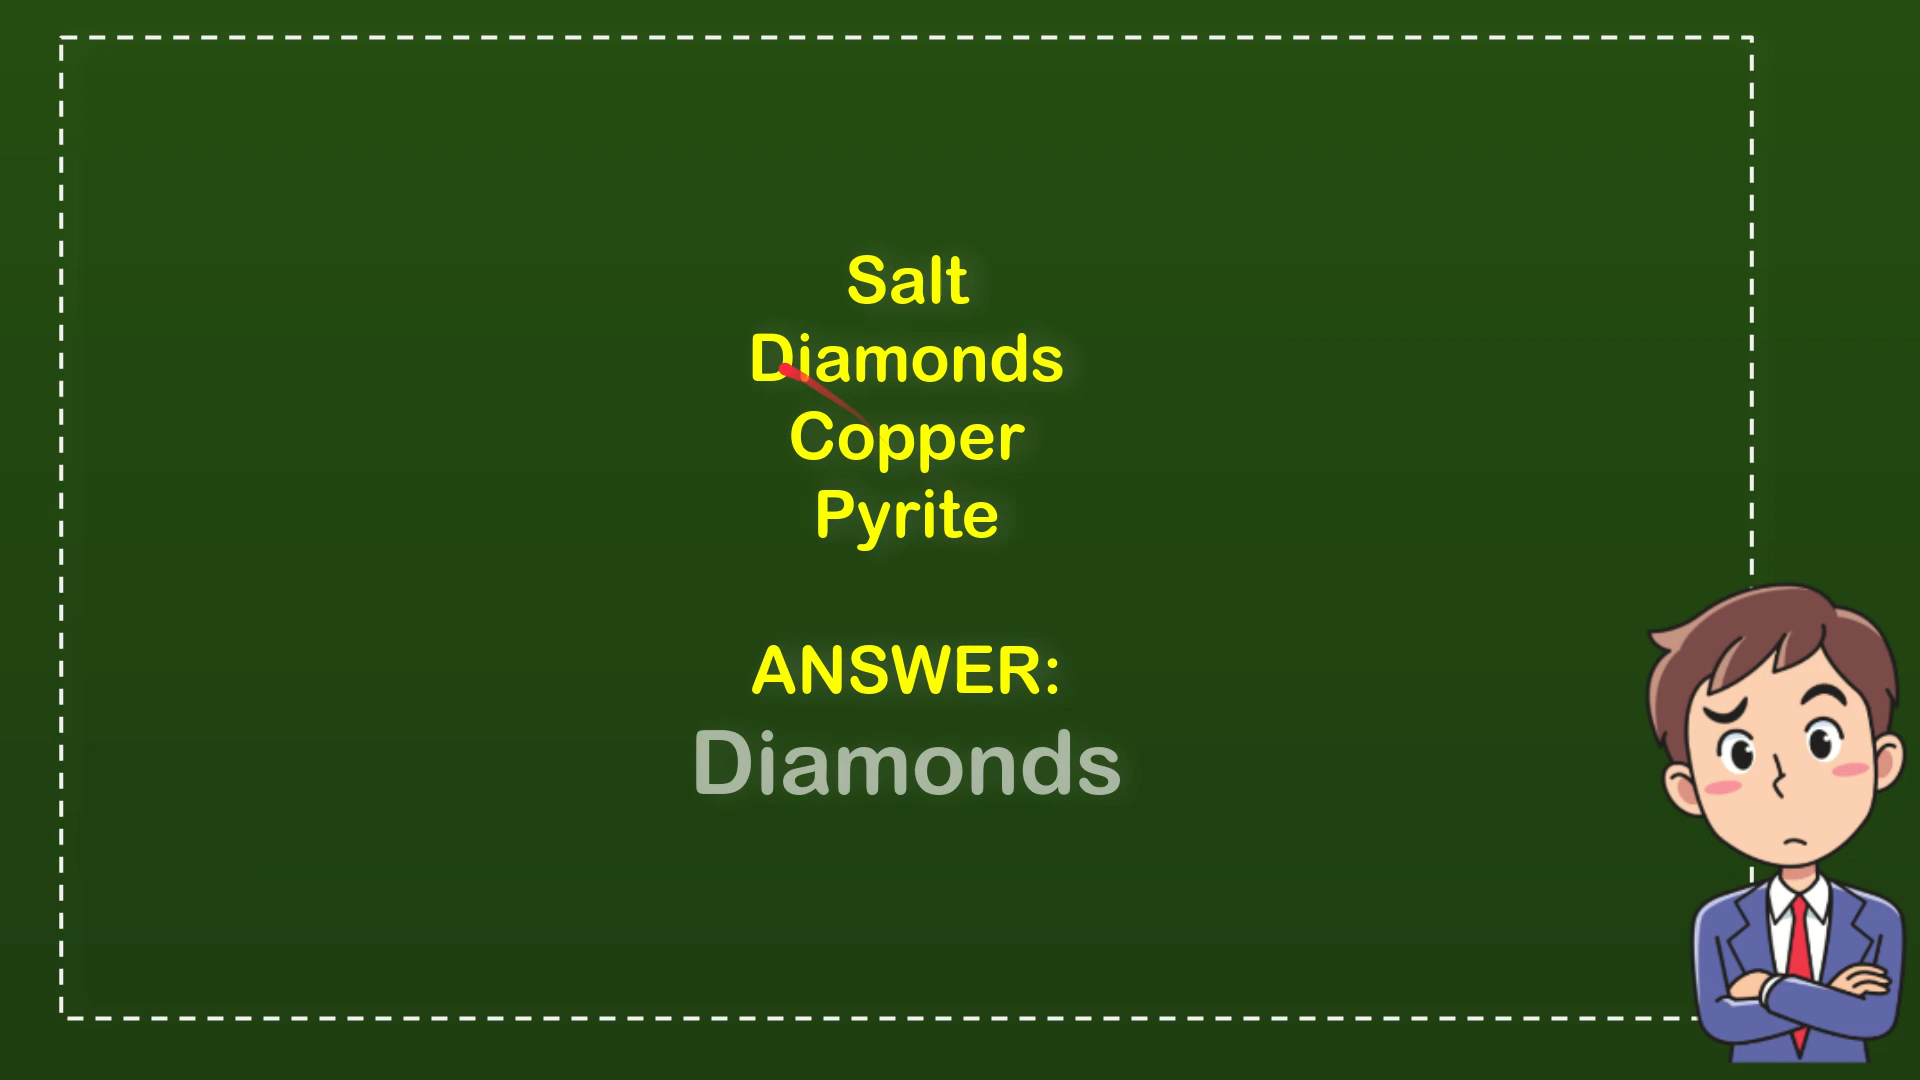 Salt
Diamonds
Copper
Pyrite
ANSWER:
Diamonds